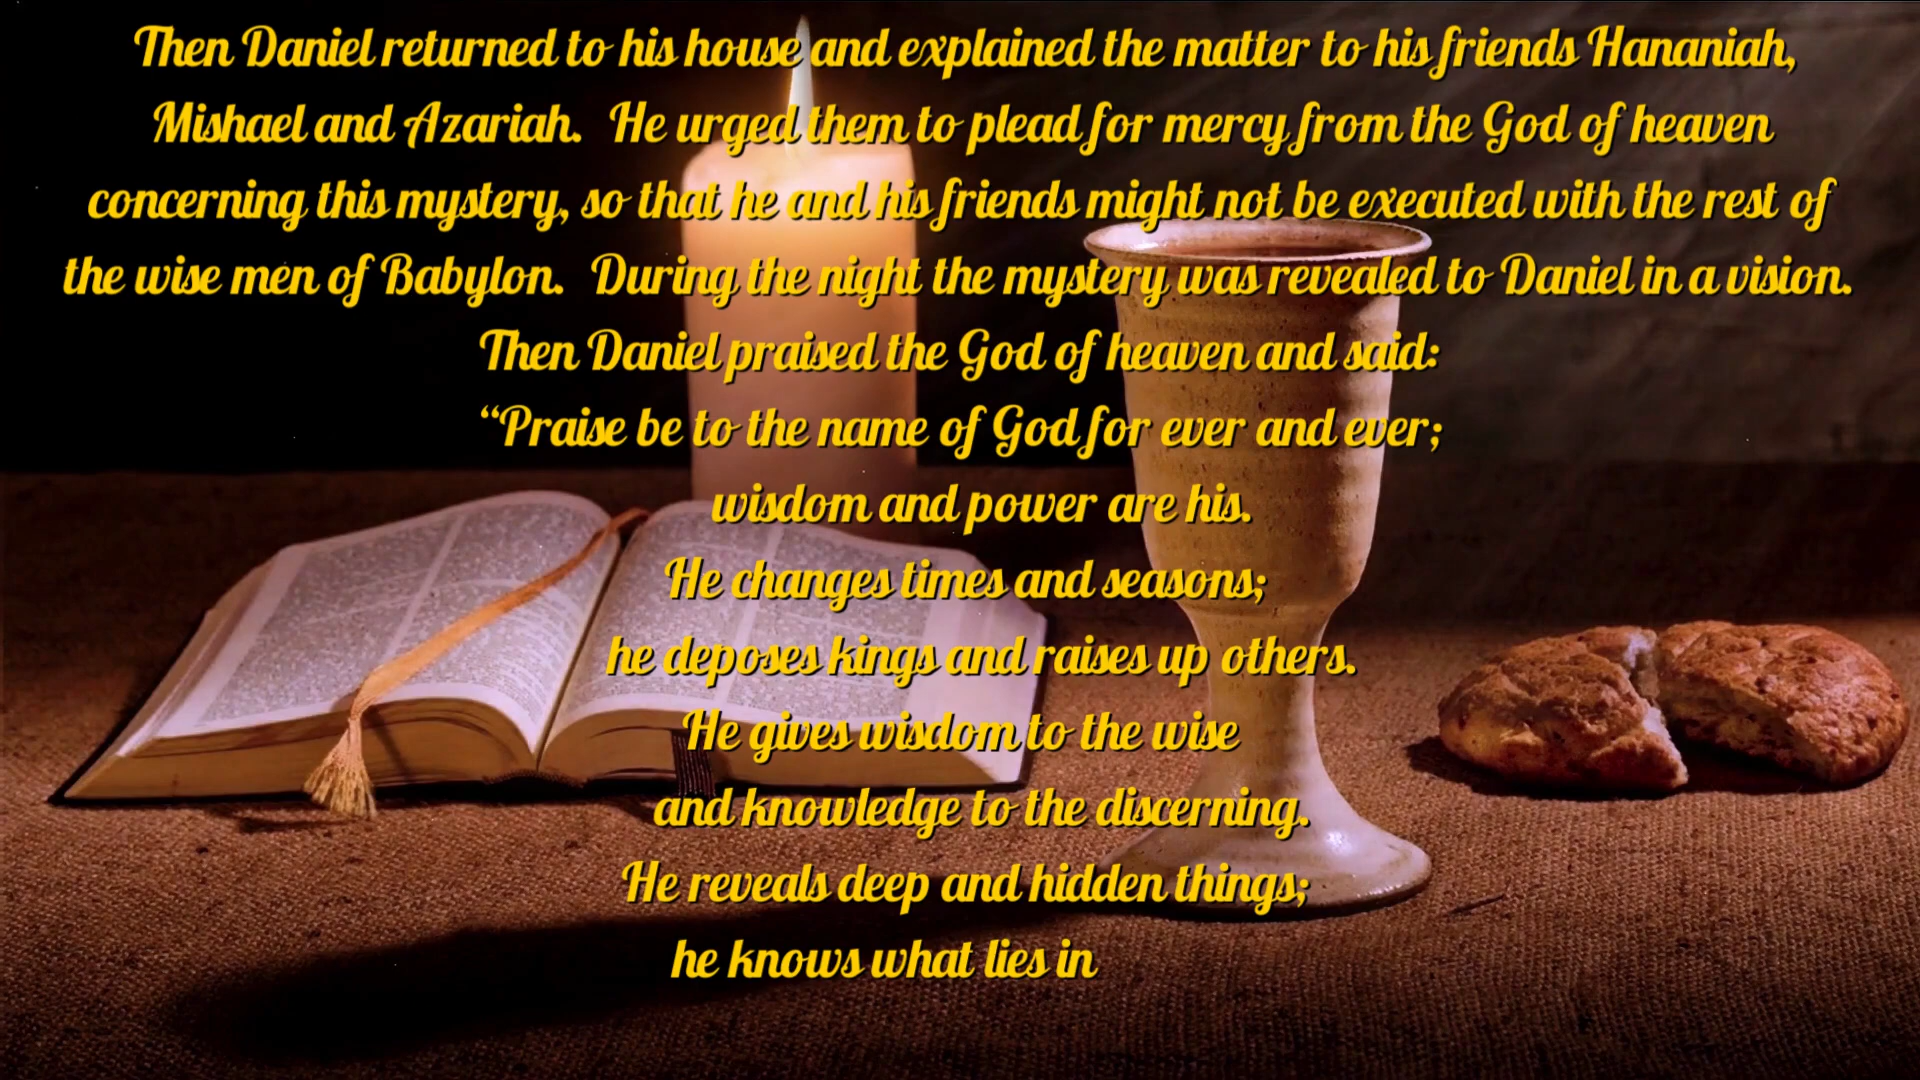 Then Daniel returned to his house and explained the matter to his friends Hananiah,
Mishael and Azariah.  He urged them to plead for mercy from the God of heaven
concerning this mystery, so that he and his friends might not be executed with the rest of
the wise men of Babylon.  During the night the mystery was revealed to Daniel in a vision.
Then Daniel praised the God of heaven and said:
“Praise be to the name of God for ever and ever;
wisdom and power are his.
He changes times and seasons;
he deposes kings and raises up others.
He gives wisdom to the wise
and knowledge to the discerning.
He reveals deep and hidden things;
he knows what lies in